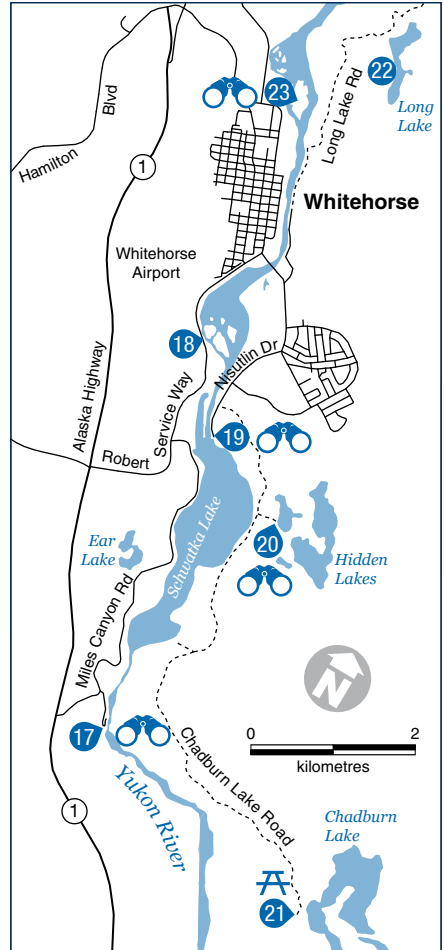 22
23
Long Lake Rd
Long
Lake
Blvd
Hamilton
1
Whitehorse
Whitehorse
Airport
18
Nisutlin Dr
Alaska Highway
Service Way
19
Robert
Schwatka Lake
20
Ear
Lake
Hidden
Lakes
Miles Canyon Rd
N
17
0 2
kilometres
Chadburn Lake Road
Yukon River
1
Chadburn
Lake
21